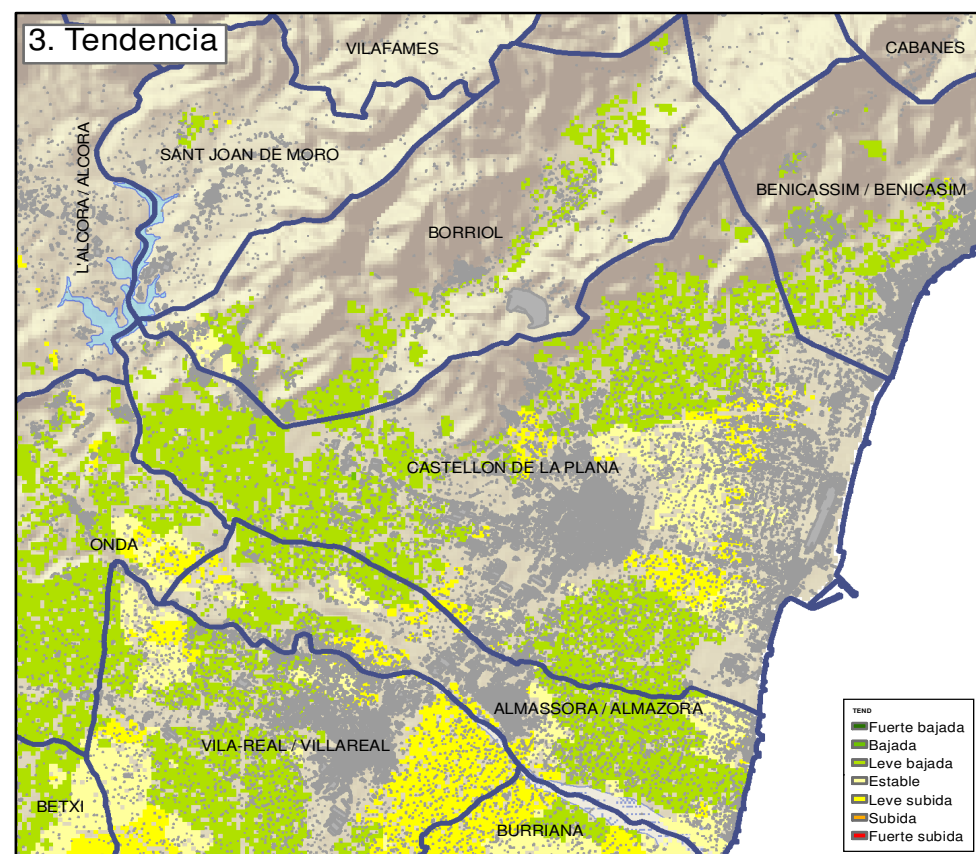 3. Tendencia
VILAFAMES
CABANES
L'ALCORA / ALCORA
SANT JOAN DE MORO
BENICASSIM / BENICASIM
BORRIOL
CASTELLON DE LA PLANA
ONDA
ALMASSORA / ALMAZORA
VILA-REAL / VILLAREAL
BETXI
BURRIANA
TEND
Fuerte bajada
Bajada
Leve bajada
Estable
Leve subida
Subida
Fuerte subida